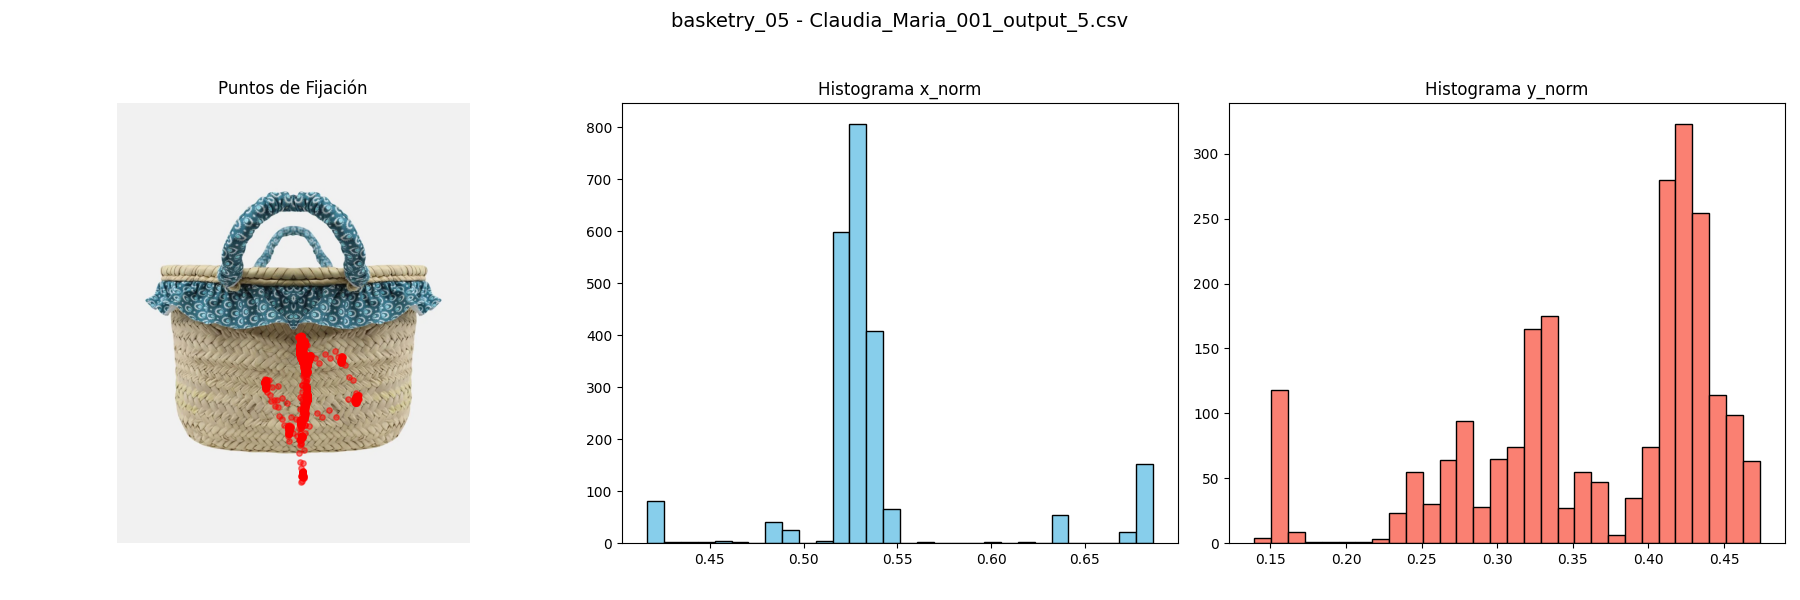 basketry_05 - Claudia_Maria_001_output_5.csv
Puntos de Fijación
Histograma x_norm
800
700
600
500
400
300
200
100
0
0.45 0.50 0.55 0.60 0.65
Histograma y_norm
300
250
200
150
100
50
0
0.15 0.20 0.25 0.30 0.35 0.40 0.45